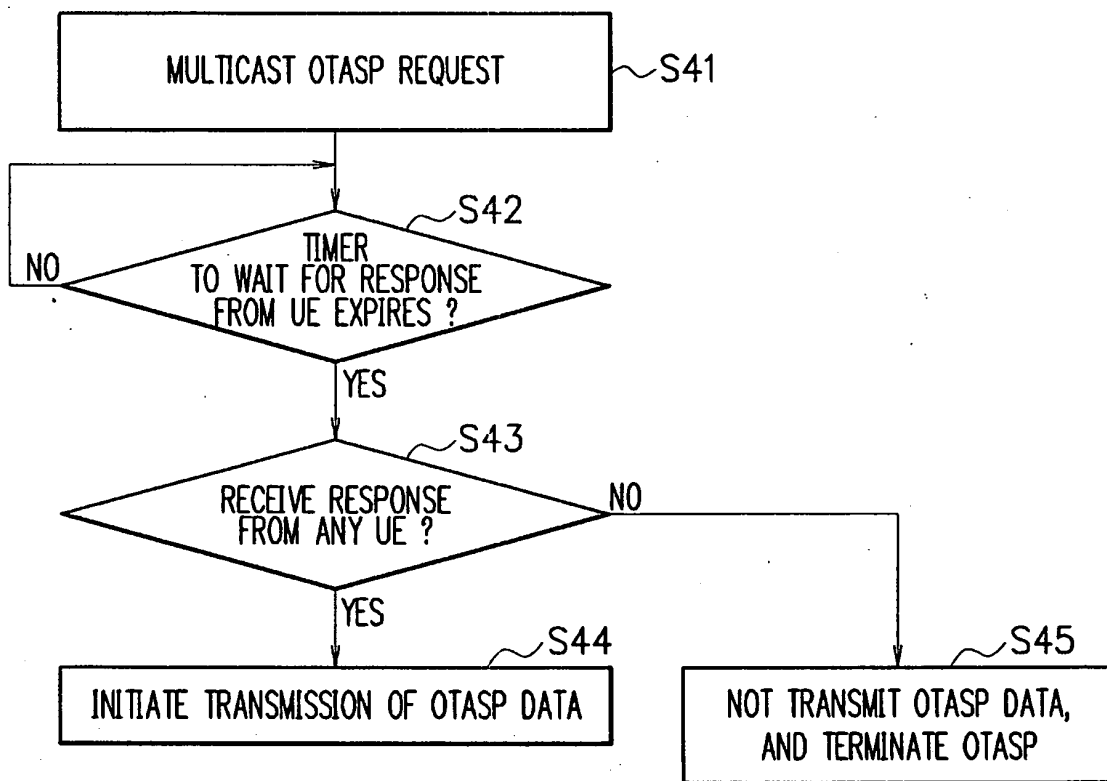 MULTICAST OTASP REQUEST
S41
S42
TIMER
TO WAIT FOR RESPONSE
FROM UE EXPIRES ?
NO
YES
S43
RECEIVE RESPONSE
FROM ANY UE ?
NO
YES
S44
INITIATE TRANSMISSION OF OTASP DATA
S45
NOT TRANSMIT OTASP DATA,
AND TERMINATE OTASP